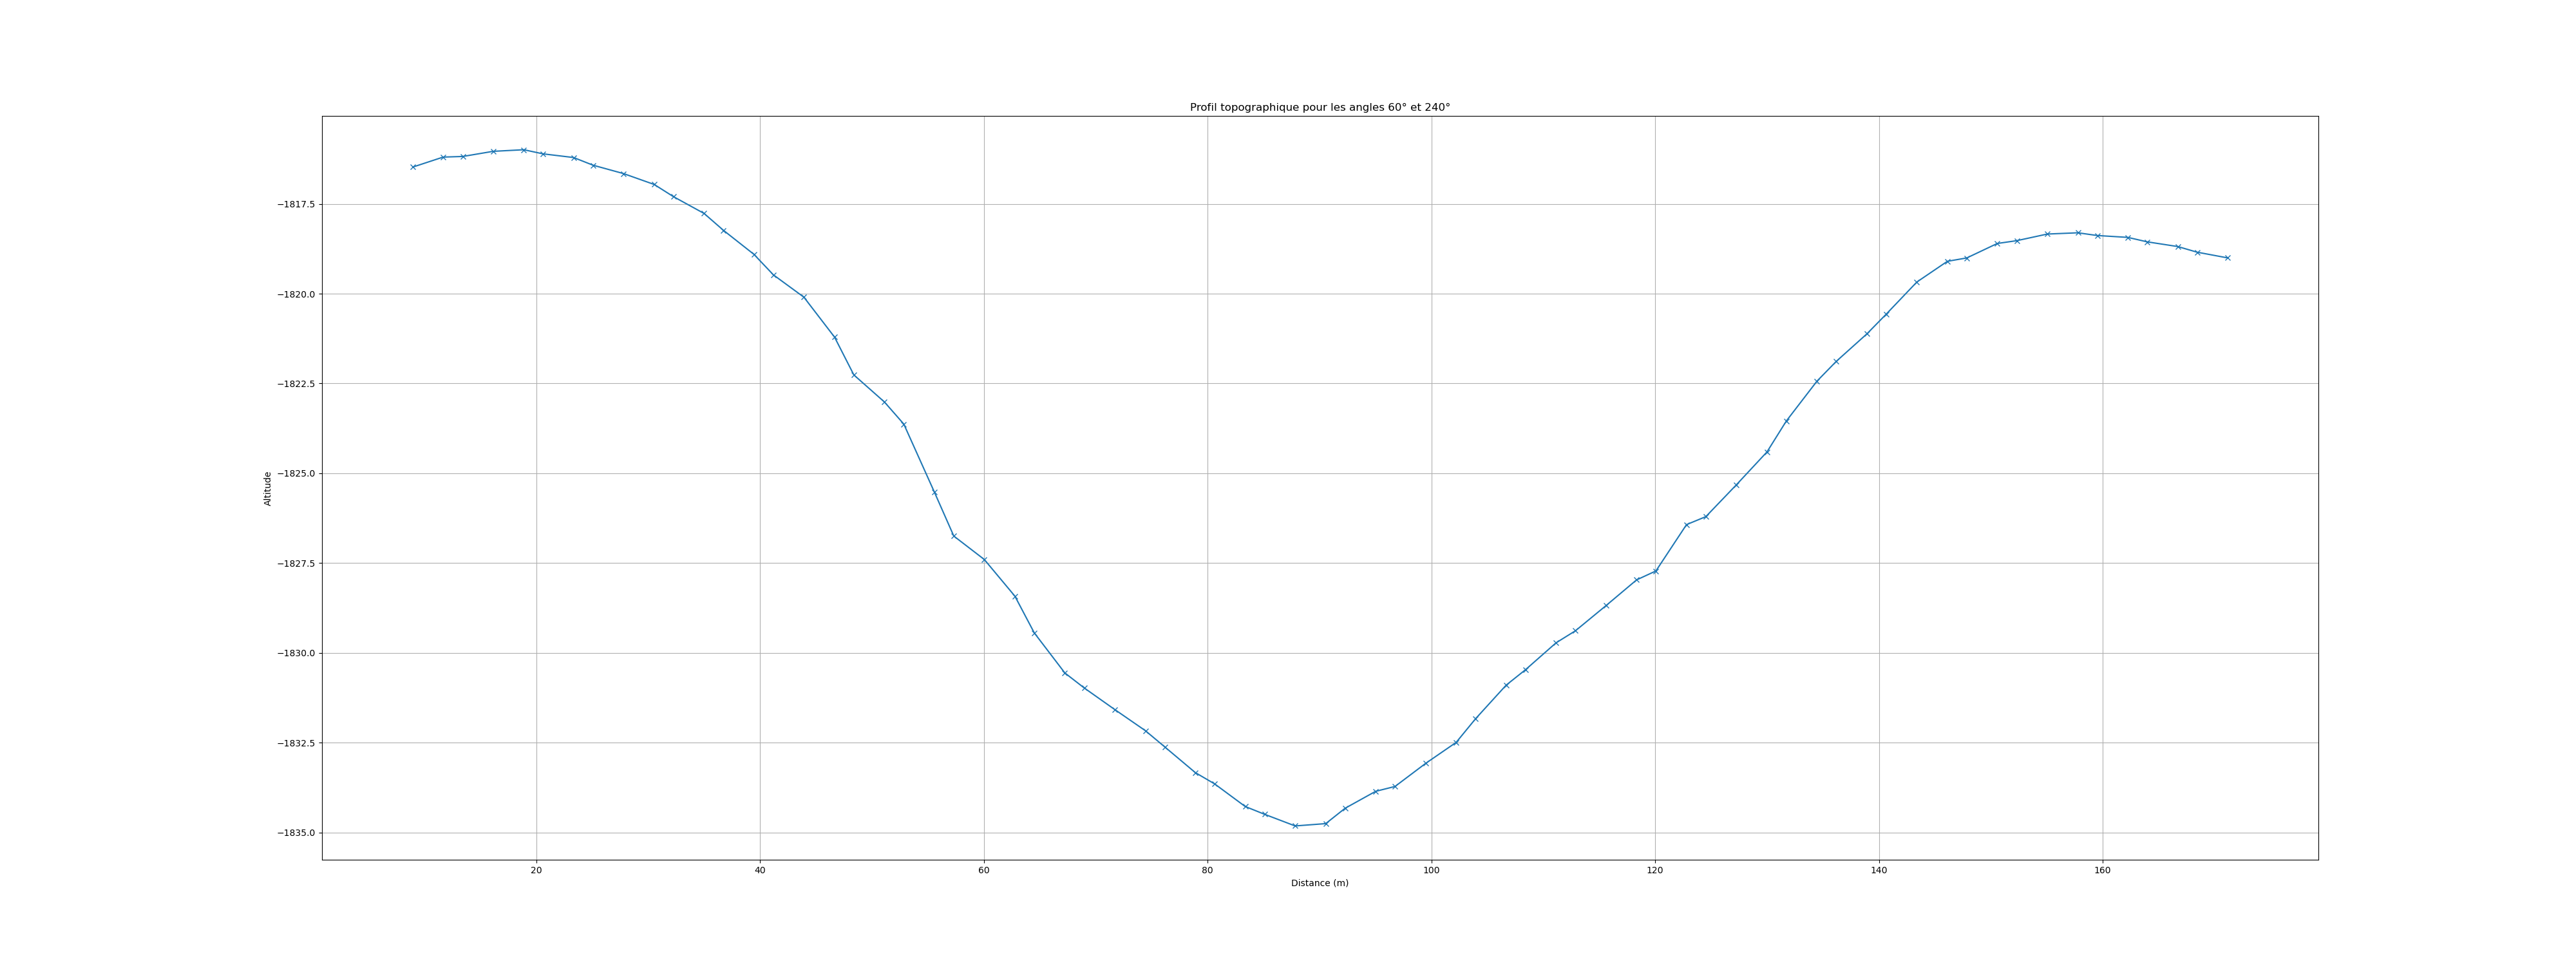 Profil topographique pour les angles 60° et 240°
Altitude
−1817.5
−1820.0
−1822.5
−1825.0
−1827.5
−1830.0
−1832.5
−1835.0
20 40 60 80 100 120 140 160
Distance (m)